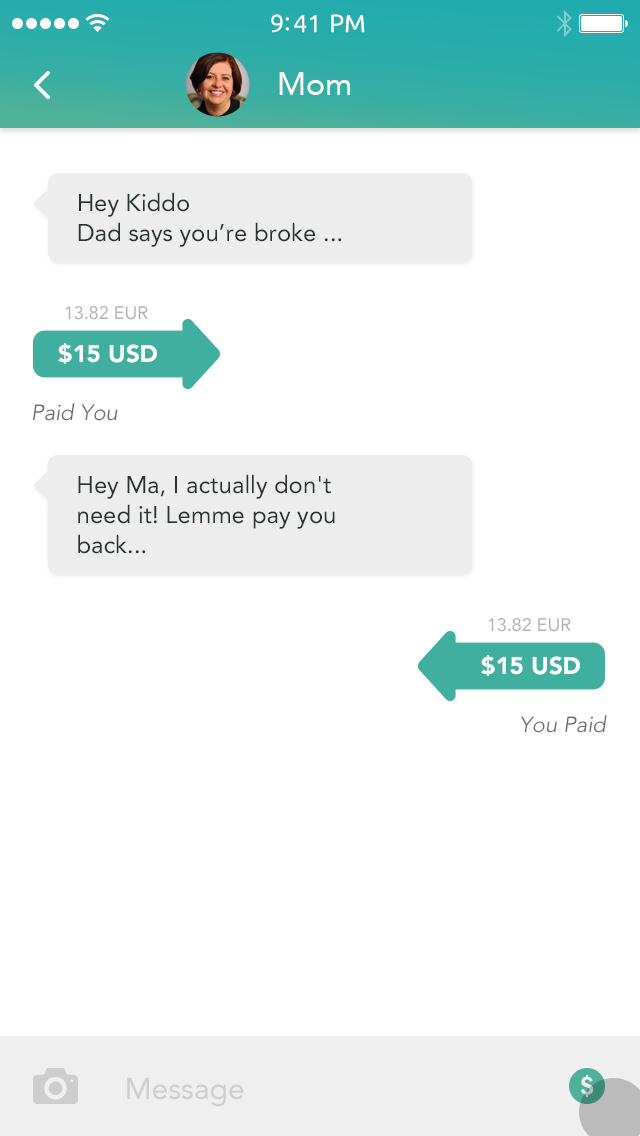 9:41 PM
Mom
Hey Kiddo
Dad says you’re broke ...
13.82 EUR
$15 USD
Paid You
Hey Ma, I actually don't
need it! Lemme pay you
back...
13.82 EUR
$15 USD
You Paid
Message
$